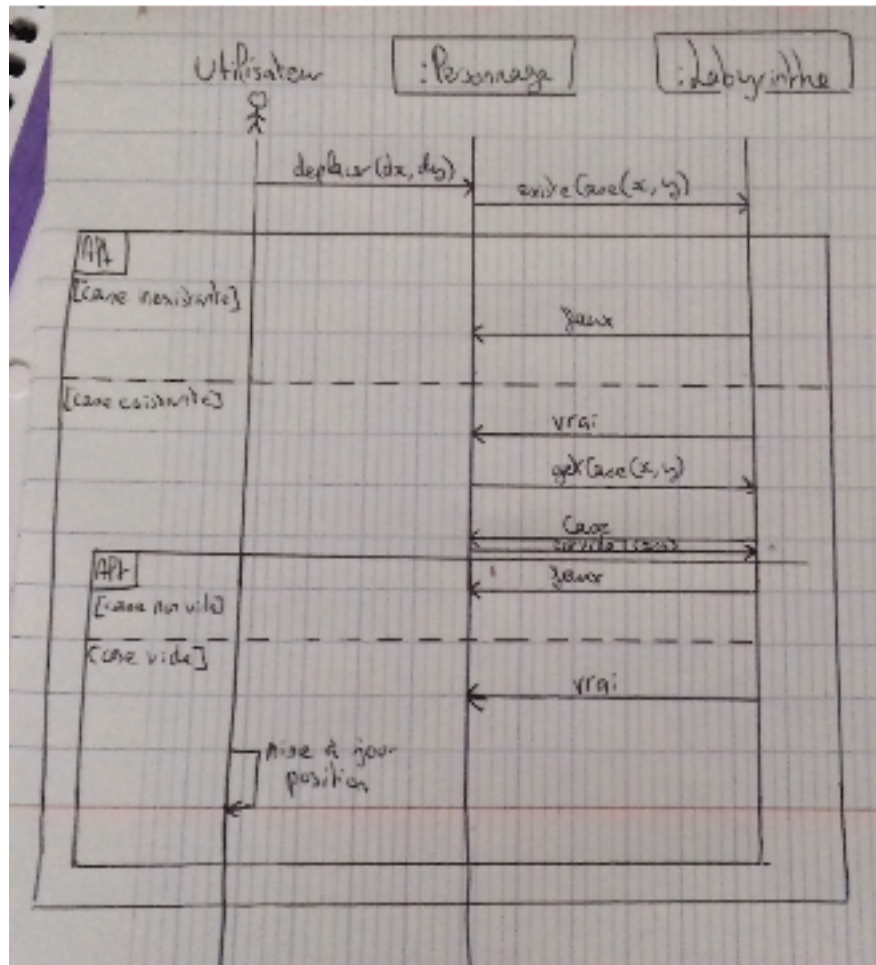 Utilisateur
:Personnage
:Labyrinthe
deplacer(dx, dy)
existeCase(x, y)
Alt
[case inexistante]
faux
[case existante]
vrai
getCase(x, y)
Case
Alt
faux
[case non vide]
[case vide]
vrai
Mise à jour
position